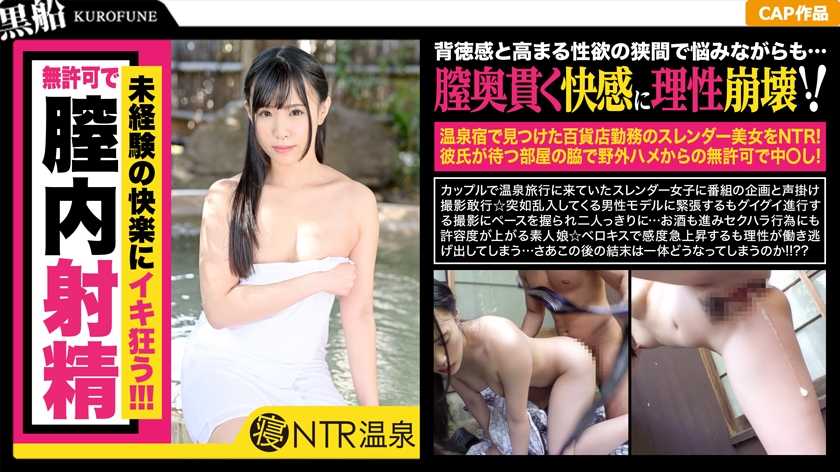 黒船 KUROFUNE
CAP作品
無許可で
膣内射精
未経験の快楽にイキ狂う!!!
寝NTR温泉
背徳感と高まる性欲の狭間で悩みながらも…
膣奥貫く快感に理性崩壊!!
温泉宿で見つけた百貨店勤務のスレンダー美女をNTR!
彼氏が待つ部屋の脇で野外ハメからの無許可で中〇し!
カップルで温泉旅行に来ていたスレンダー女子に番組の企画と声掛け
撮影敢行☆突如乱入してくる男性モデルに緊張するもグイグイ進行す
る撮影にペースを握られ二人っきりに…お酒も進みセクハラ行為にも
許容度が上がる素人娘☆ベロキスで感度急上昇するも理性が働き逃
げ出してしまう…さあこの後の結末は一体どうなってしまうのか!!??